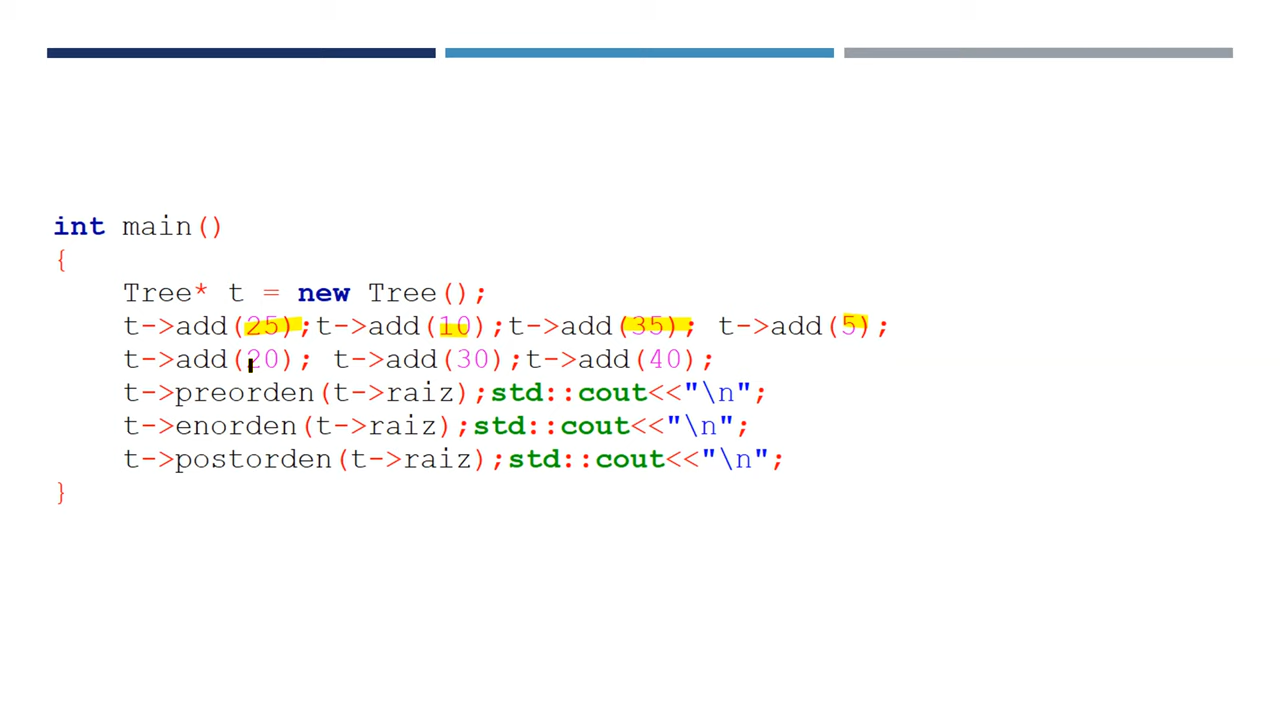 int main()
{
Tree* t = new Tree();
t->add(25);t->add(10);t->add(35); t->add(5);
t->add(20); t->add(30);t->add(40);
t->preorden(t->raiz);std::cout<<"\n";
t->enorden(t->raiz);std::cout<<"\n";
t->postorden(t->raiz);std::cout<<"\n";
}